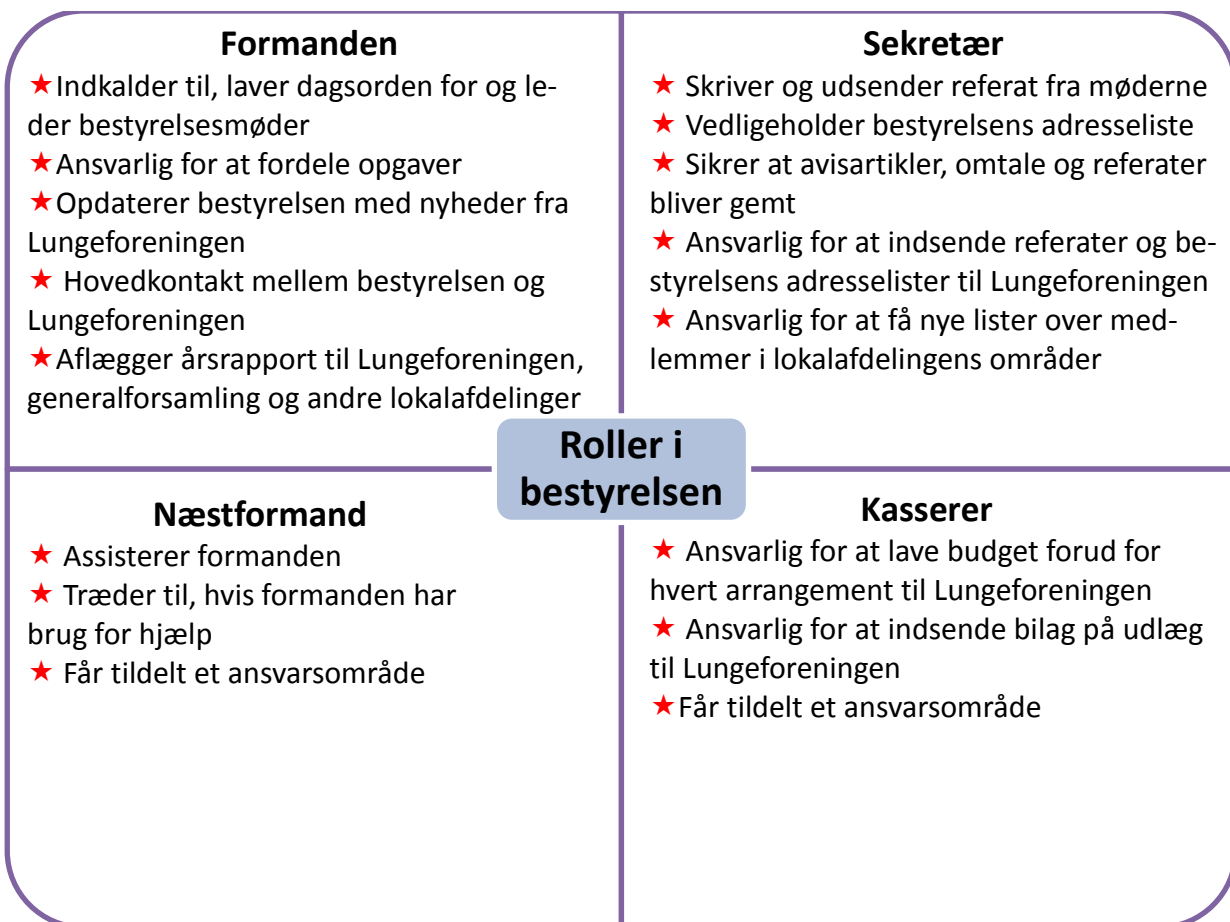 Formanden
★Indkalder til, laver dagsorden for og le-
der bestyrelsesmøder
★Ansvarlig for at fordele opgaver
★Opdaterer bestyrelsen med nyheder fra
Lungeforeningen
★ Hovedkontakt mellem bestyrelsen og
Lungeforeningen
★Aflægger årsrapport til Lungeforeningen,
generalforsamling og andre lokalafdelinger
Sekretær
★ Skriver og udsender referat fra møderne
★ Vedligeholder bestyrelsens adresseliste
★ Sikrer at avisartikler, omtale og referater
bliver gemt
★ Ansvarlig for at indsende referater og be-
styrelsens adresselister til Lungeforeningen
★ Ansvarlig for at få nye lister over med-
lemmer i lokalafdelingens områder
Roller i
bestyrelsen
Næstformand
★ Assisterer formanden
★ Træder til, hvis formanden har
brug for hjælp
★ Får tildelt et ansvarsområde
Kasserer
★ Ansvarlig for at lave budget forud for
hvert arrangement til Lungeforeningen
★ Ansvarlig for at indsende bilag på udlæg
til Lungeforeningen
★Får tildelt et ansvarsområde